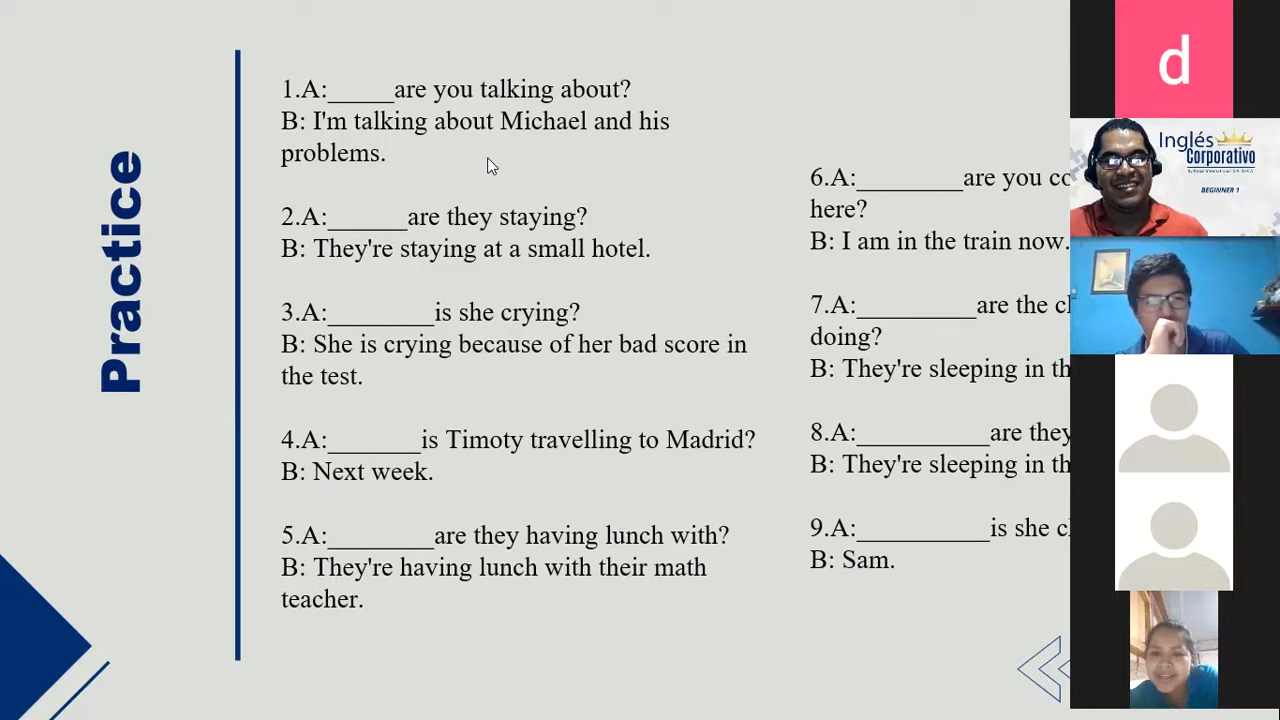 Practice
1.A:_____are you talking about?
B: I'm talking about Michael and his
problems.
2.A:______are they staying?
B: They're staying at a small hotel.
3.A:________is she crying?
B: She is crying because of her bad score in
the test.
4.A:_______is Timoty travelling to Madrid?
B: Next week.
5.A:________are they having lunch with?
B: They're having lunch with their math
teacher.
6.A:________are you
here?
B: I am in the train now.
7.A:_________are the
doing?
B: They're sleeping in
8.A:__________are they
B: They're sleeping in
9.A:__________is she
B: Sam.
d
Inglés
Corporativo
BEGINNER 1